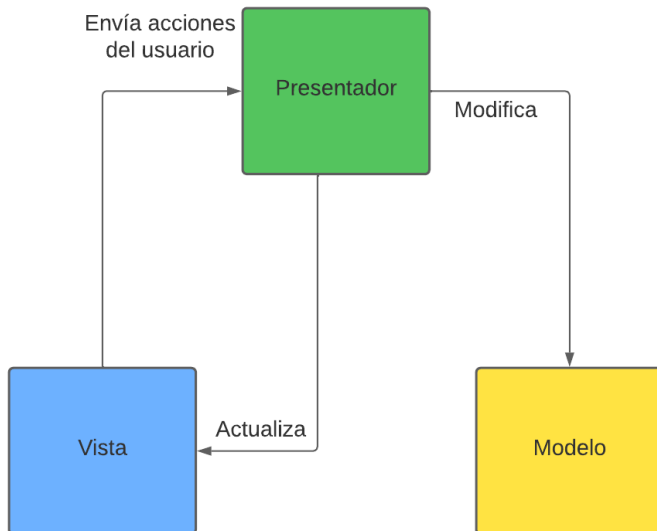 Envía acciones
del usuario
Presentador
Modifica
Actualiza
Vista
Modelo